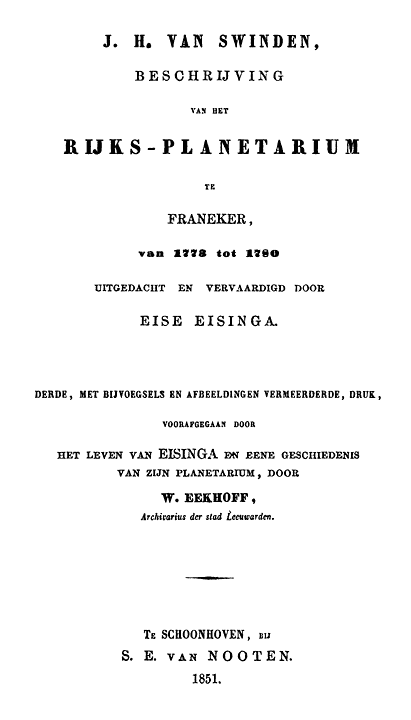 J. H. VAN SWINDEN,
BESCHRIJVING
VAN HET
RIJKS-PLANETARIUM
TE
FRANEKER,
van 1773 tot 1780
UITGEDACHT EN VERVAARDIGD DOOR
EISE EISINGA.
DERDE, MET BIJVOEGSELS EN AFBEELDINGEN VERMEERDERDE, DRUK,
VOORAFGEGAAN DOOR
HET LEVEN VAN EISINGA EN EENE GESCHIEDENIS
VAN ZIJN PLANETARIUM, DOOR
W. EEKHOFF,
Archivarius der stad Leeuwarden.
TE SCHOONHOVEN, BIJ
S. E. VAN NOOTEN.
1851.